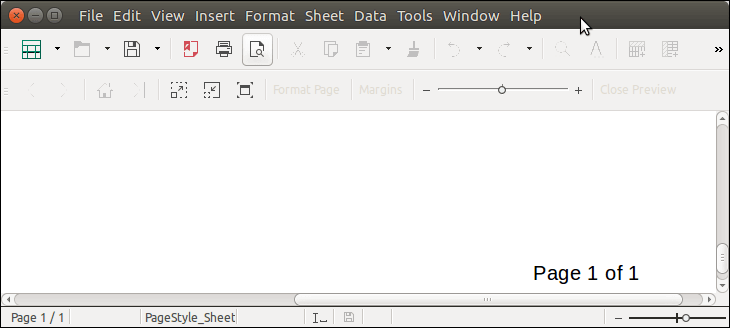 File Edit View Insert Format Sheet Data Tools Window Help
Format Page Margins Close Preview
Page 1 of 1
Page 1 / 1 PageStyle_Sheet